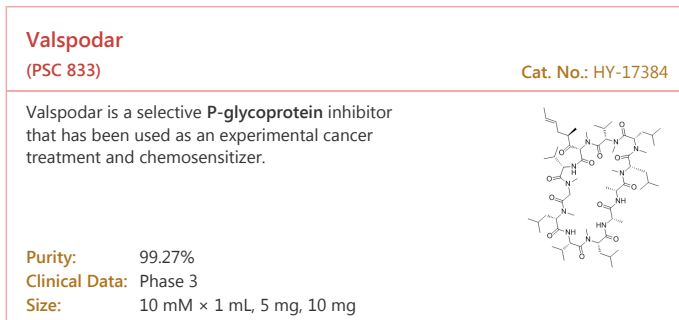 Valspodar
(PSC 833)
Cat. No.: HY-17384
Valspodar is a selective P-glycoprotein inhibitor
that has been used as an experimental cancer
treatment and chemosensitizer.
Purity: 99.27%
Clinical Data: Phase 3
Size: 10 mM × 1 mL, 5 mg, 10 mg